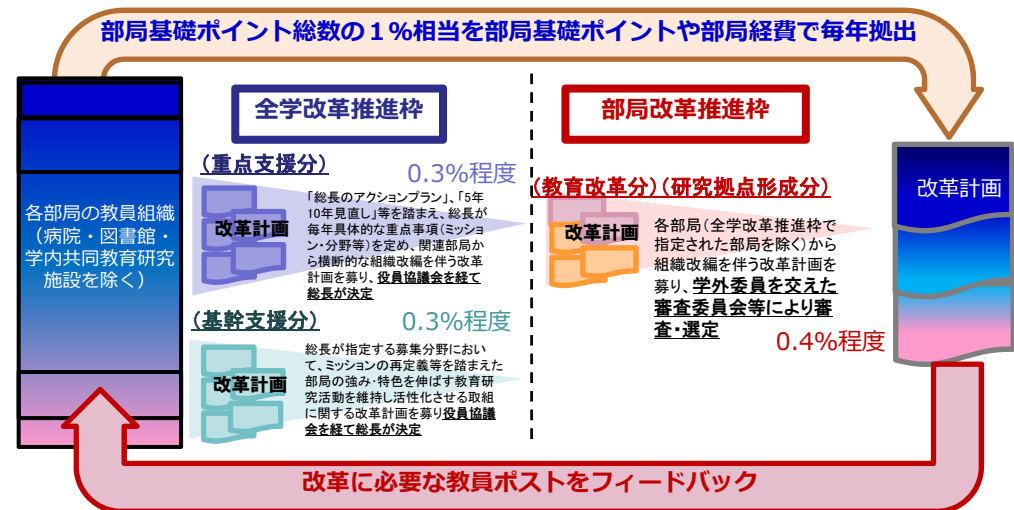 部局基礎ポイント総数の１％相当を部局基礎ポイントや部局経費で毎年拠出
各部局の教員組織
（病院・図書館・
学内共同教育研究
施設を除く）
全学改革推進枠
（重点支援分）
0.3%程度
改革計画
「総長のアクションプラン」、「5年
10年見直し」等を踏まえ、総長が
毎年具体的な重点事項（ミッショ
ン・分野等）を定め、関連部局か
ら横断的な組織改編を伴う改革
計画を募り、役員協議会を経て
総長が決定
（基幹支援分）
0.3%程度
改革計画
総長が指定する募集分野におい
て、ミッションの再定義等を踏まえた
部局の強み・特色を伸ばす教育研
究活動を維持し活性化させる取組
に関する改革計画を募り役員協議
会を経て総長が決定
部局改革推進枠
（教育改革分）（研究拠点形成分）
改革計画
各部局（全学改革推進枠で
指定された部局を除く）から
組織改編を伴う改革計画を
募り、学外委員を交えた
審査委員会等により審
査・選定
0.4%程度
改革計画
改革に必要な教員ポストをフィードバック